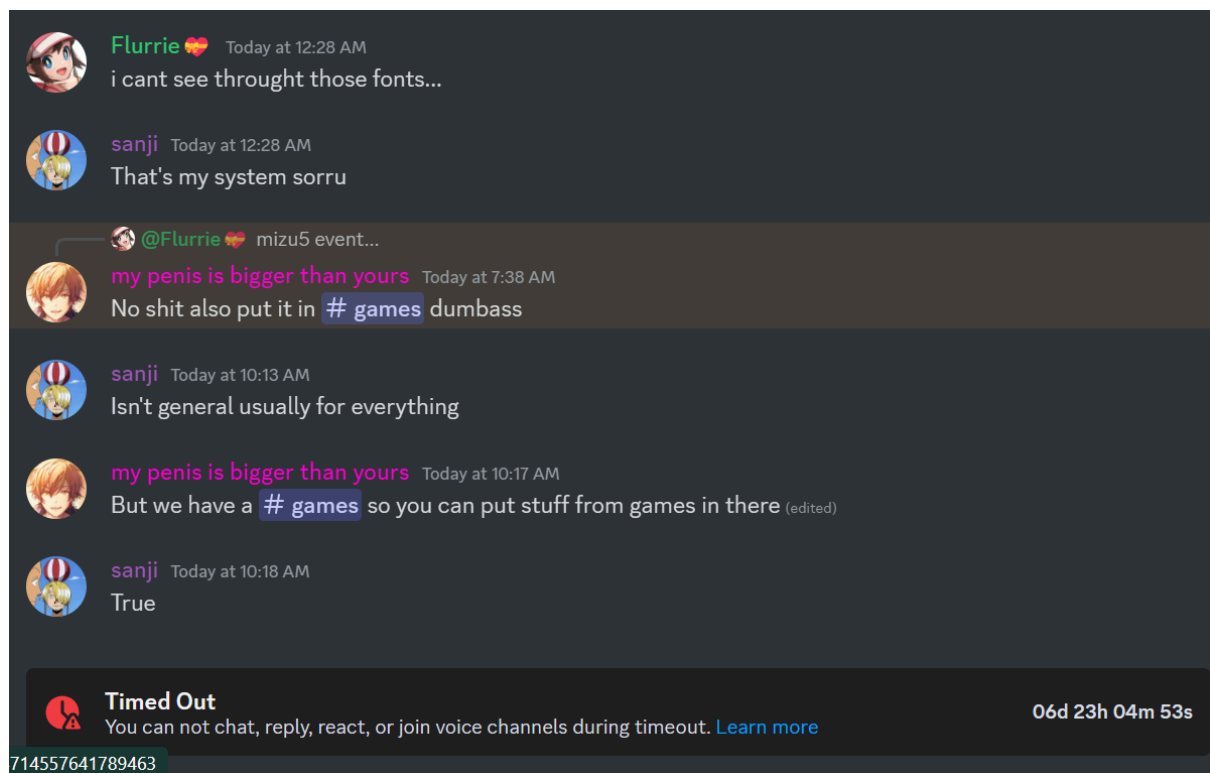 Flurrie💝 Today at 12:28 AM
i cant see throught those fonts...
sanji Today at 12:28 AM
That's my system sorru
@Flurrie💝 mizu5 event...
my penis is bigger than yours Today at 7:38 AM
No shit also put it in # games dumbass
sanji Today at 10:13 AM
Isn't general usually for everything
my penis is bigger than yours Today at 10:17 AM
But we have a # games so you can put stuff from games in there (edited)
sanji Today at 10:18 AM
True
Timed Out
You can not chat, reply, react, or join voice channels during timeout. Learn more
06d 23h 04m 53s
714557641789463